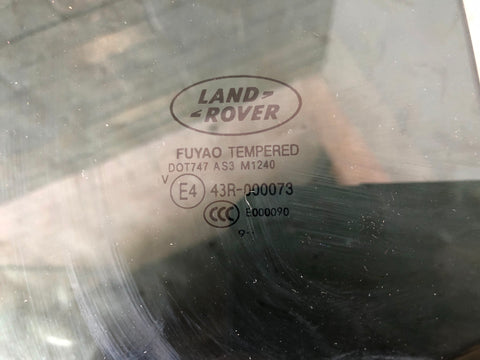 LAND
ROVER
FUYAO TEMPERED
DOT747 AS3 M1240
V
E4 43R-000073
CCC E000090